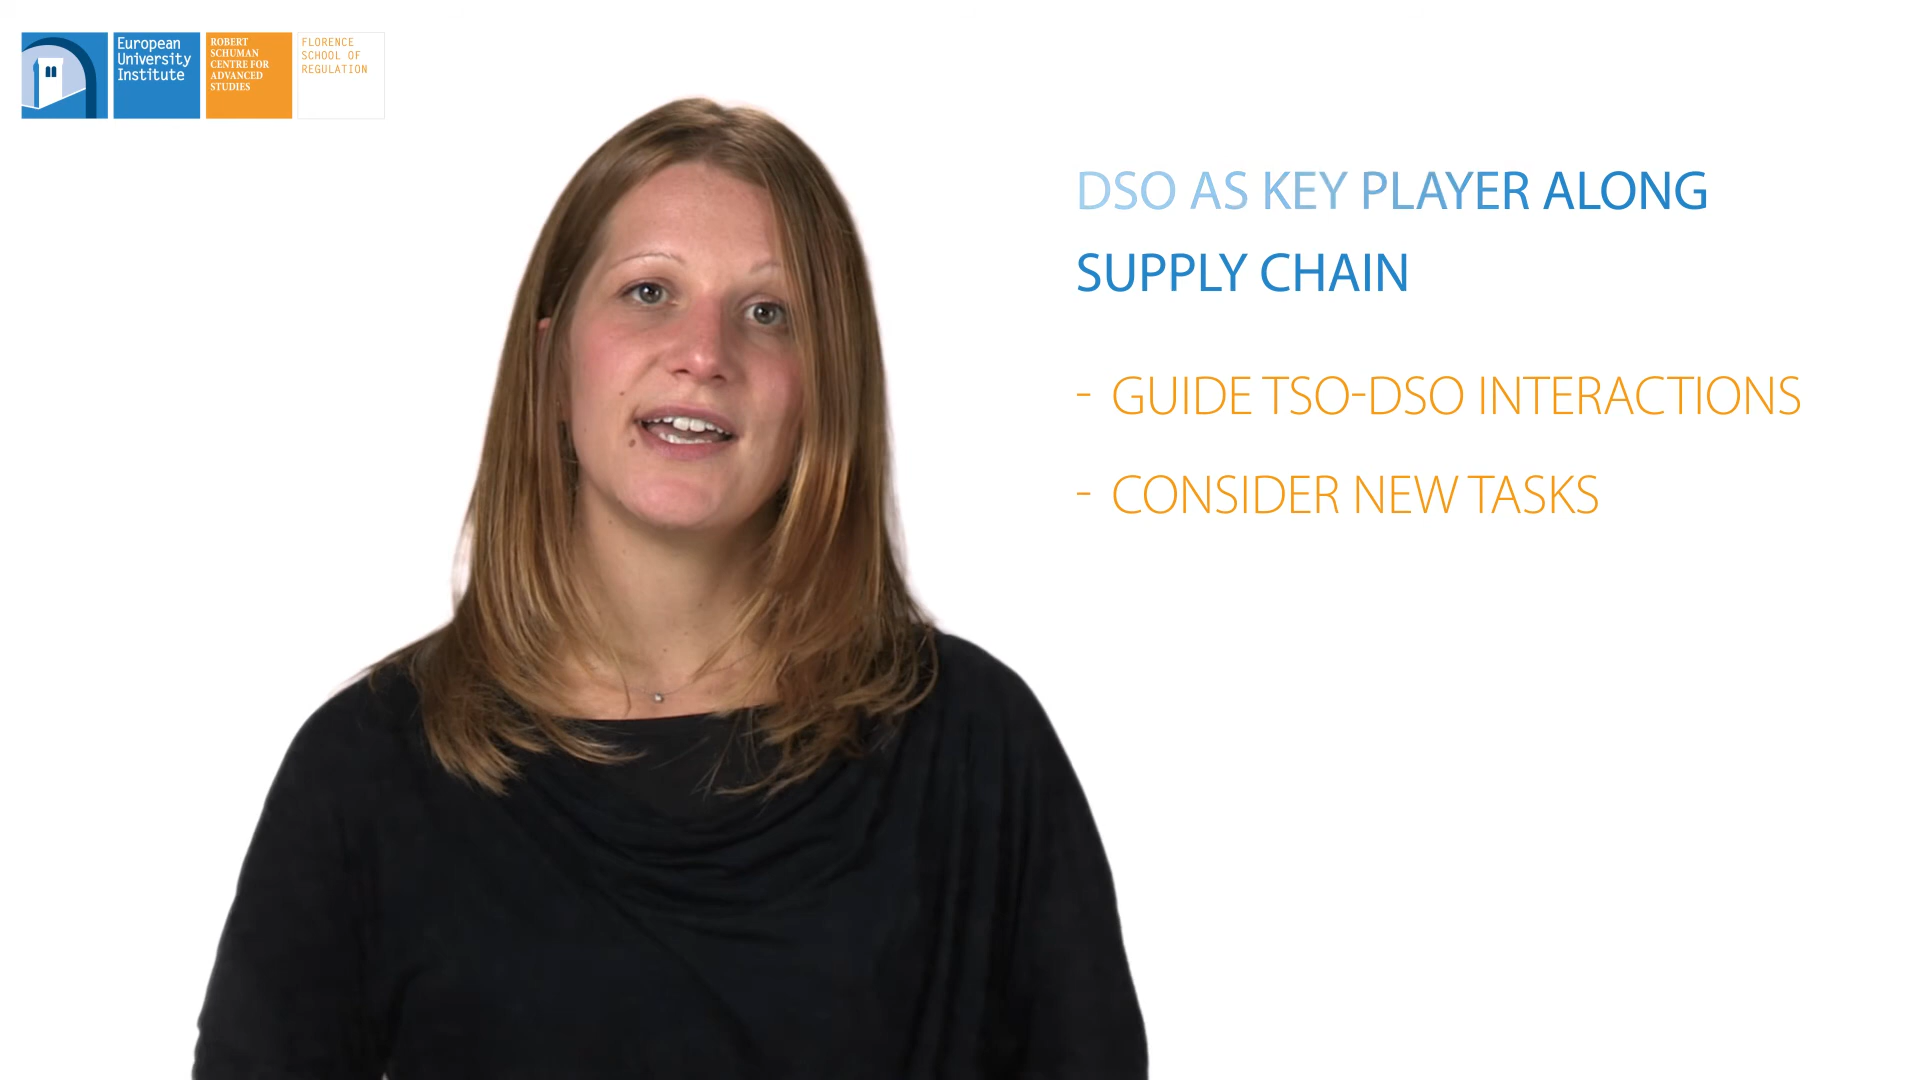 European
University
Institute
ROBERT
SCHUMAN
CENTRE FOR
ADVANCED
STUDIES
FLORENCE
SCHOOL OF
REGULATION
DSO AS KEY PLAYER ALONG
SUPPLY CHAIN
- GUIDE TSO-DSO INTERACTIONS
- CONSIDER NEW TASKS